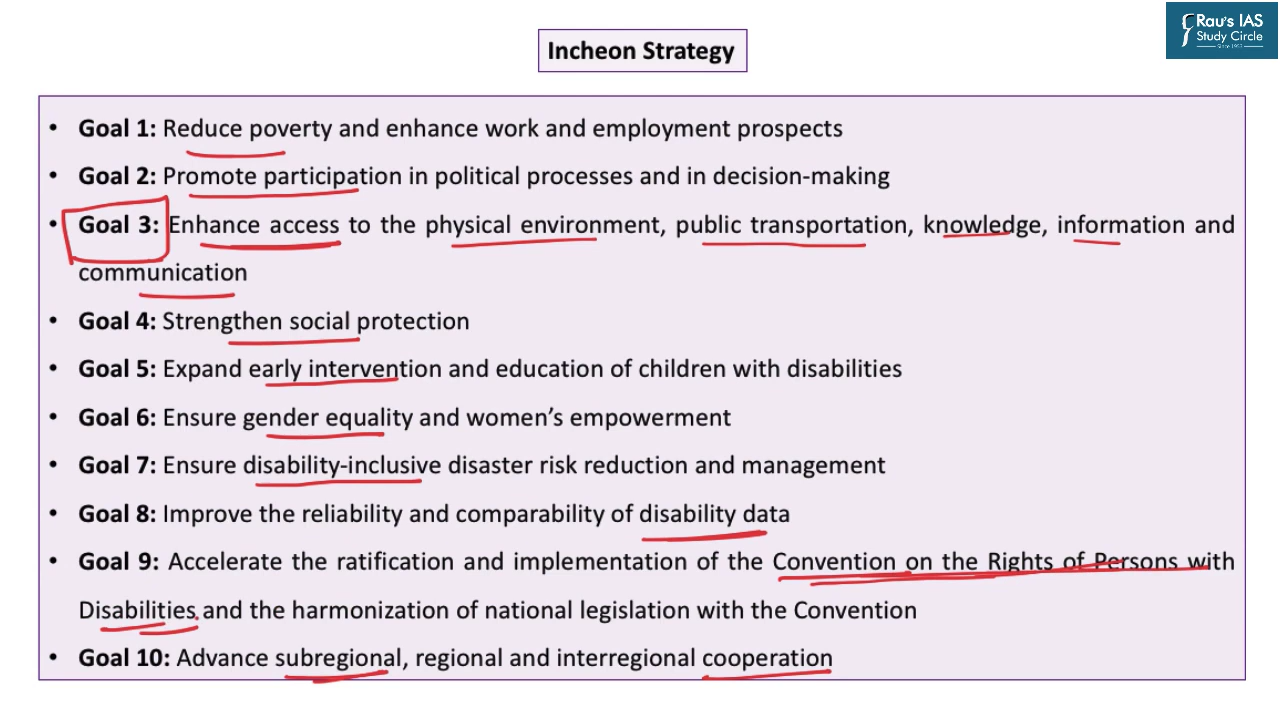 Rau's IAS
Study Circle
Since 1953
Incheon Strategy
• Goal 1: Reduce poverty and enhance work and employment prospects
• Goal 2: Promote participation in political processes and in decision-making
• Goal 3: Enhance access to the physical environment, public transportation, knowledge, information and
communication
• Goal 4: Strengthen social protection
• Goal 5: Expand early intervention and education of children with disabilities
• Goal 6: Ensure gender equality and women’s empowerment
• Goal 7: Ensure disability-inclusive disaster risk reduction and management
• Goal 8: Improve the reliability and comparability of disability data
• Goal 9: Accelerate the ratification and implementation of the Convention on the Rights of Persons with
Disabilities and the harmonization of national legislation with the Convention
• Goal 10: Advance subregional, regional and interregional cooperation